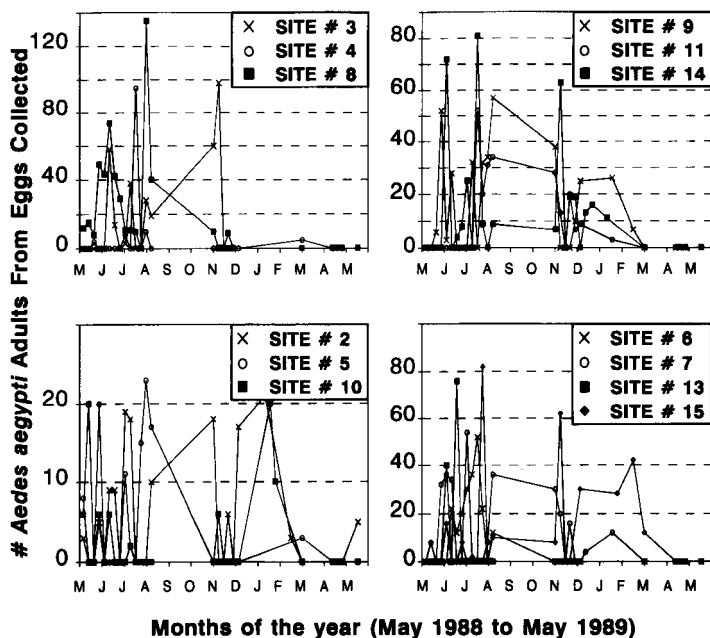 # Aedes aegypti Adults From Eggs Collected
120
80
40
0
× SITE # 3
○ SITE # 4
■ SITE # 8
M J J A S O N D J F M A M
80
60
40
20
0
× SITE # 9
○ SITE # 11
■ SITE # 14
M J J A S O N D J F M A M
20
10
0
× SITE # 2
○ SITE # 5
■ SITE # 10
M J J A S O N D J F M A M
80
60
40
20
0
× SITE # 6
○ SITE # 7
■ SITE # 13
♦ SITE # 15
M J J A S O N D J F M A M
Months of the year (May 1988 to May 1989)